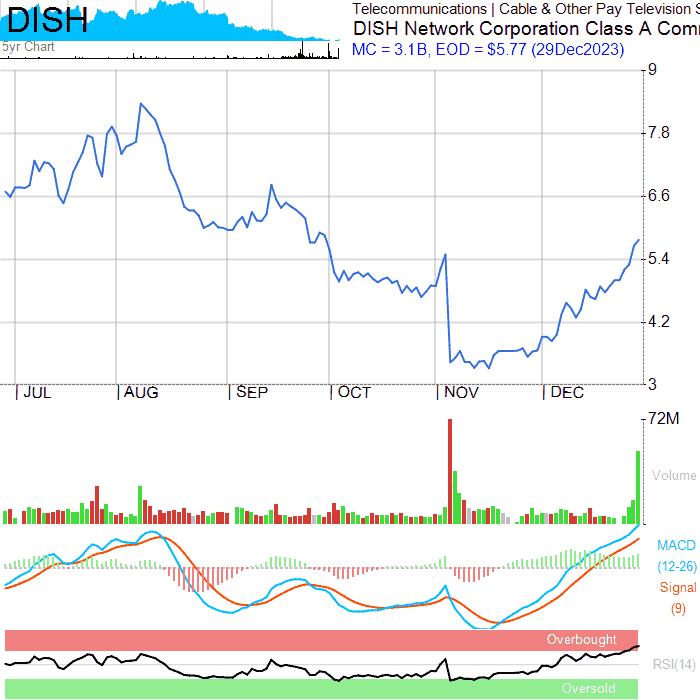 DISH
5yr Chart
Telecommunications | Cable & Other Pay Television S
DISH Network Corporation Class A Comm
MC = 3.1B, EOD = $5.77 (29Dec2023)
9
7.8
6.6
5.4
4.2
3
JUL
AUG
SEP
OCT
NOV
DEC
72M
Volume
MACD
(12-26)
Signal
(9)
Overbought
RSI(14)
Oversold